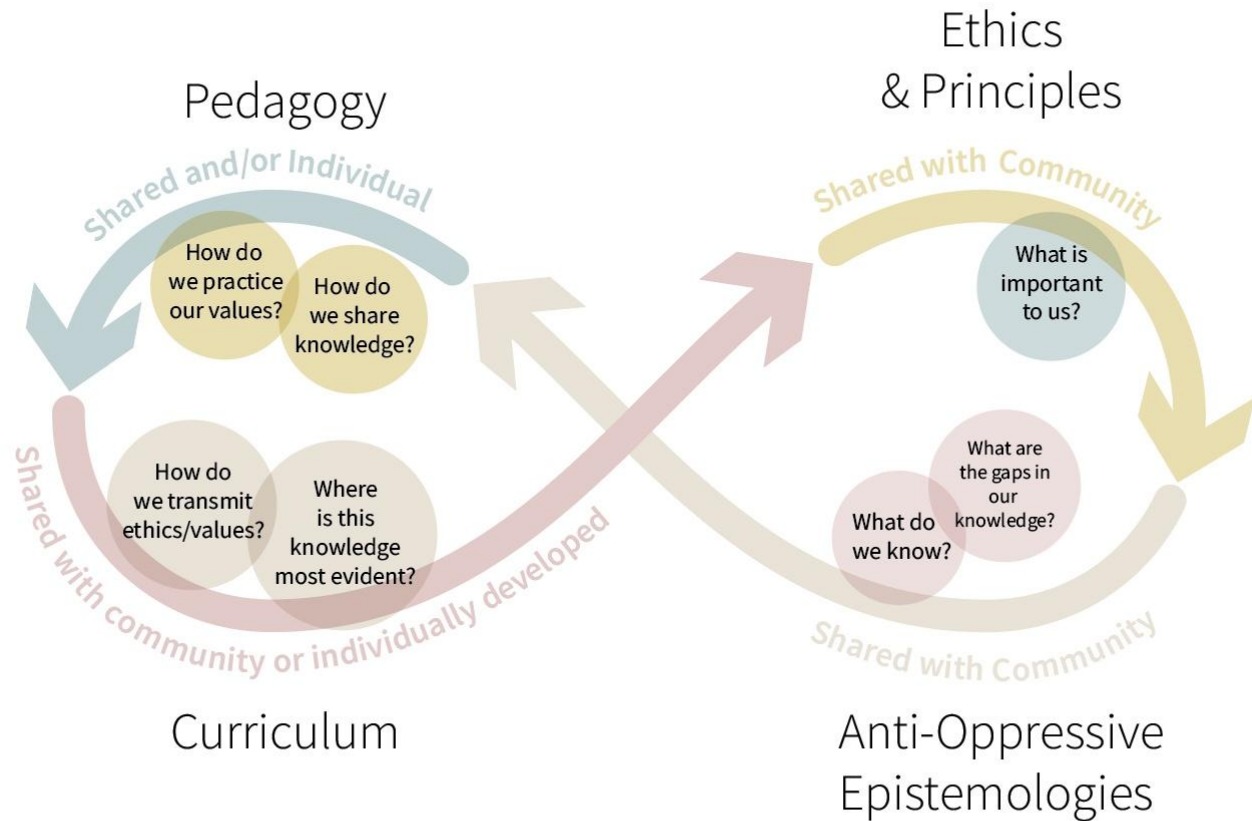 Pedagogy
Shared and/or Individual
How do
we practice
our values?
How do
we share
knowledge?
Ethics
& Principles
Shared with Community
What is
important
to us?
How do
we transmit
ethics/values?
Where
is this
knowledge
most evident?
Shared with community or individually developed
Curriculum
What are
the gaps in
our
knowledge?
What do
we know?
Shared with Community
Anti-Oppressive
Epistemologies